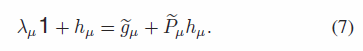 λ_μ 𝟭 + h_μ = g̃_μ + P̃_μ h_μ. (7)